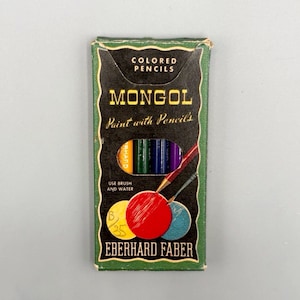 COLORED
PENCILS
MONGOL
Paint with Pencils
USE BRUSH
AND WATER
EBERHARD FABER